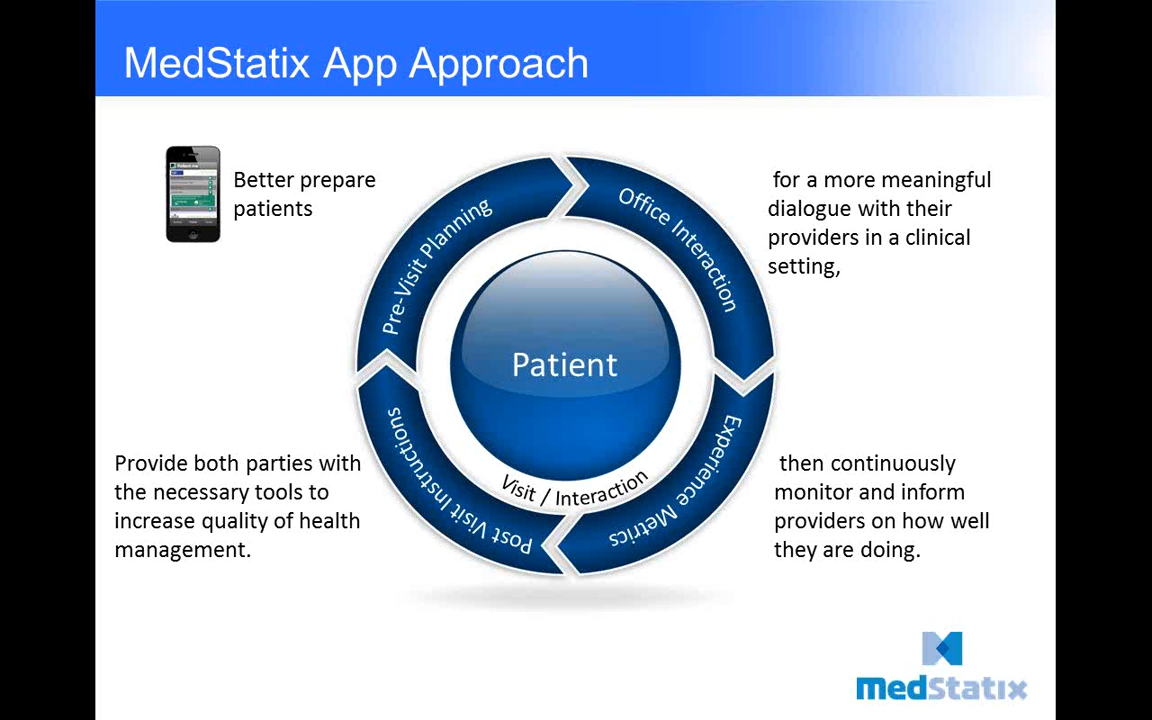 MedStatix App Approach
Better prepare
patients
for a more meaningful
dialogue with their
providers in a clinical
setting,
Pre-Visit Planning
Office Interaction
Patient
Visit / Interaction
Experience Metrics
Post Visit Instructions
then continuously
monitor and inform
providers on how well
they are doing.
Provide both parties with
the necessary tools to
increase quality of health
management.
medStatix